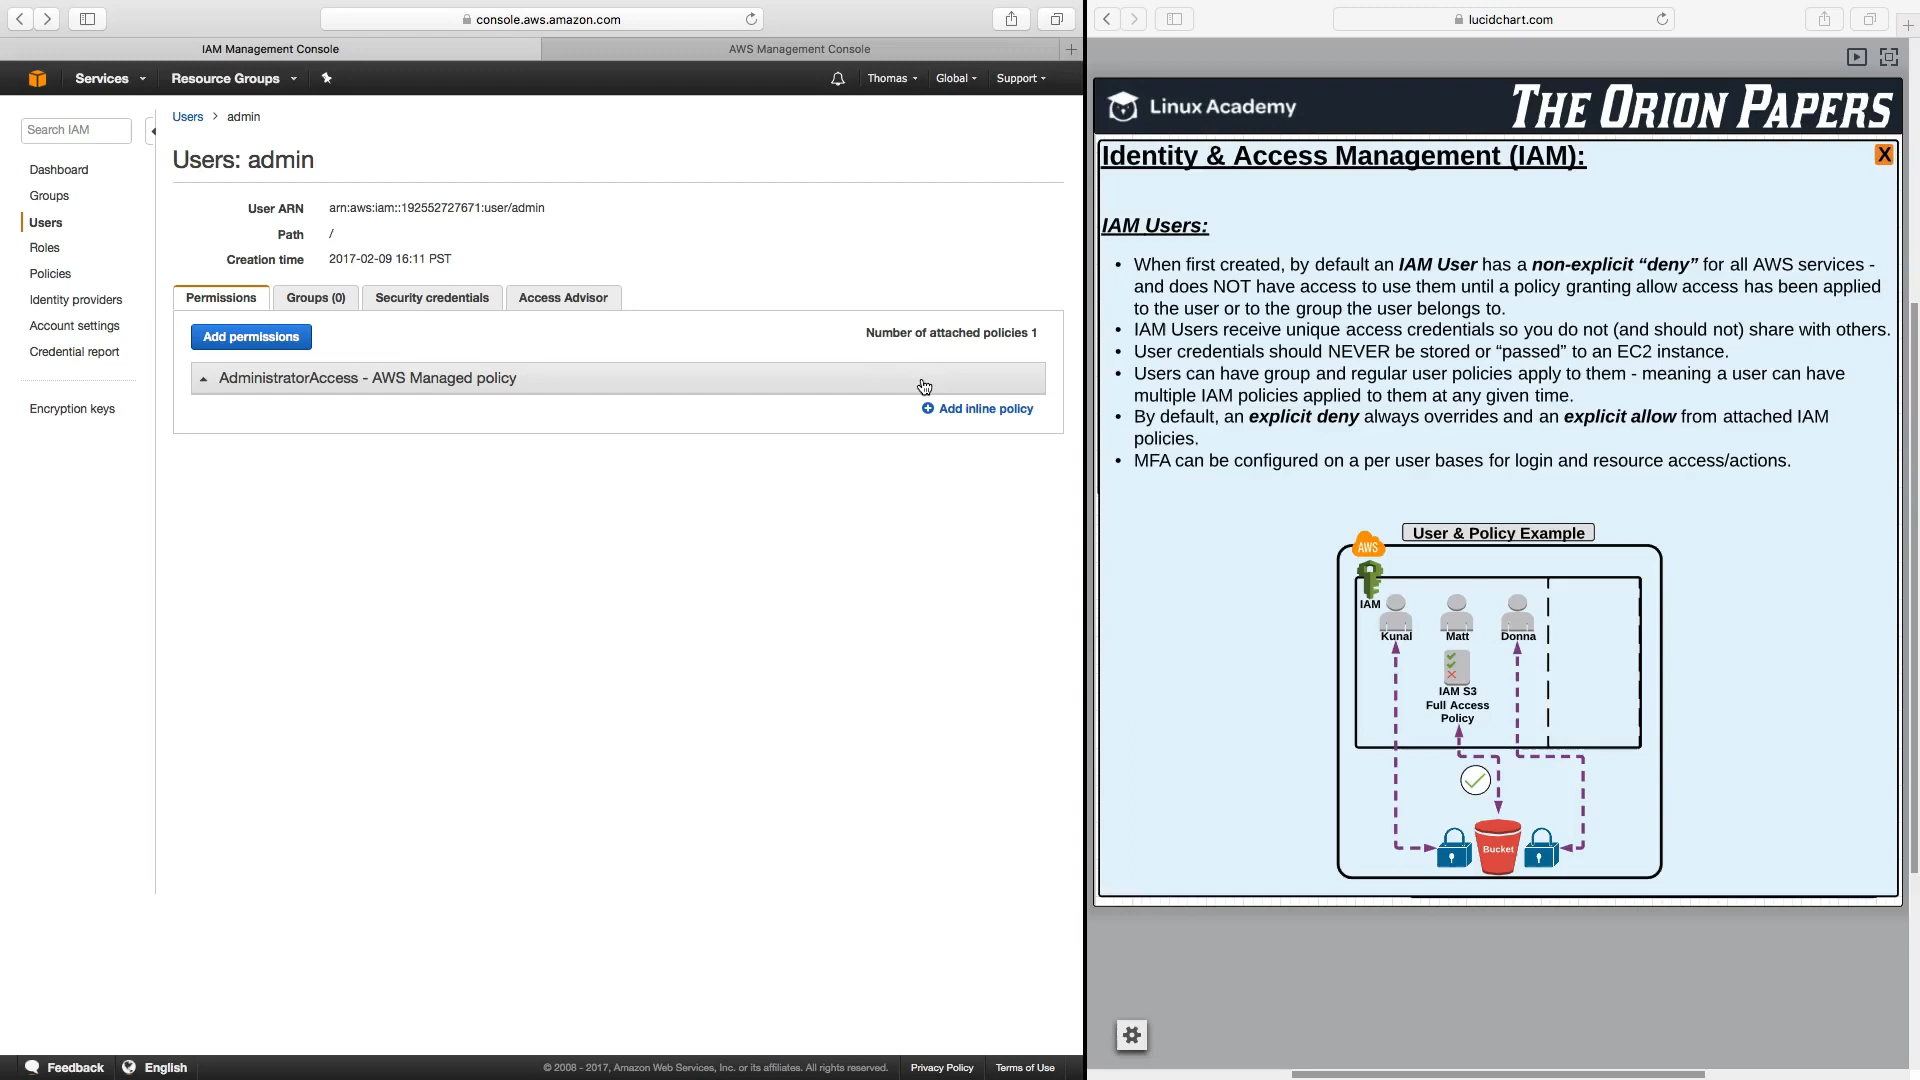 console.aws.amazon.com
IAM Management Console
AWS Management Console
Services
Resource Groups
Thomas
Global
Support
Search IAM
Dashboard
Groups
Users
Roles
Policies
Identity providers
Account settings
Credential report
Encryption keys
Users > admin
Users: admin
User ARN arn:aws:iam::192552727671:user/admin
Path /
Creation time 2017-02-09 16:11 PST
Permissions
Groups (0)
Security credentials
Access Advisor
Add permissions
Number of attached policies 1
AdministratorAccess - AWS Managed policy
Add inline policy
Feedback
English
© 2008 - 2017, Amazon Web Services, Inc. or its affiliates. All rights reserved.
Privacy Policy
Terms of Use
lucidchart.com
Linux Academy
THE ORION PAPERS
Identity & Access Management (IAM):
X
IAM Users:
• When first created, by default an IAM User has a non-explicit “deny” for all AWS services -
and does NOT have access to use them until a policy granting allow access has been applied
to the user or to the group the user belongs to.
• IAM Users receive unique access credentials so you do not (and should not) share with others.
• User credentials should NEVER be stored or “passed” to an EC2 instance.
• Users can have group and regular user policies apply to them - meaning a user can have
multiple IAM policies applied to them at any given time.
• By default, an explicit deny always overrides and an explicit allow from attached IAM
policies.
• MFA can be configured on a per user bases for login and resource access/actions.
User & Policy Example
AWS
IAM
Kunal
Matt
Donna
IAM S3
Full Access
Policy
Bucket